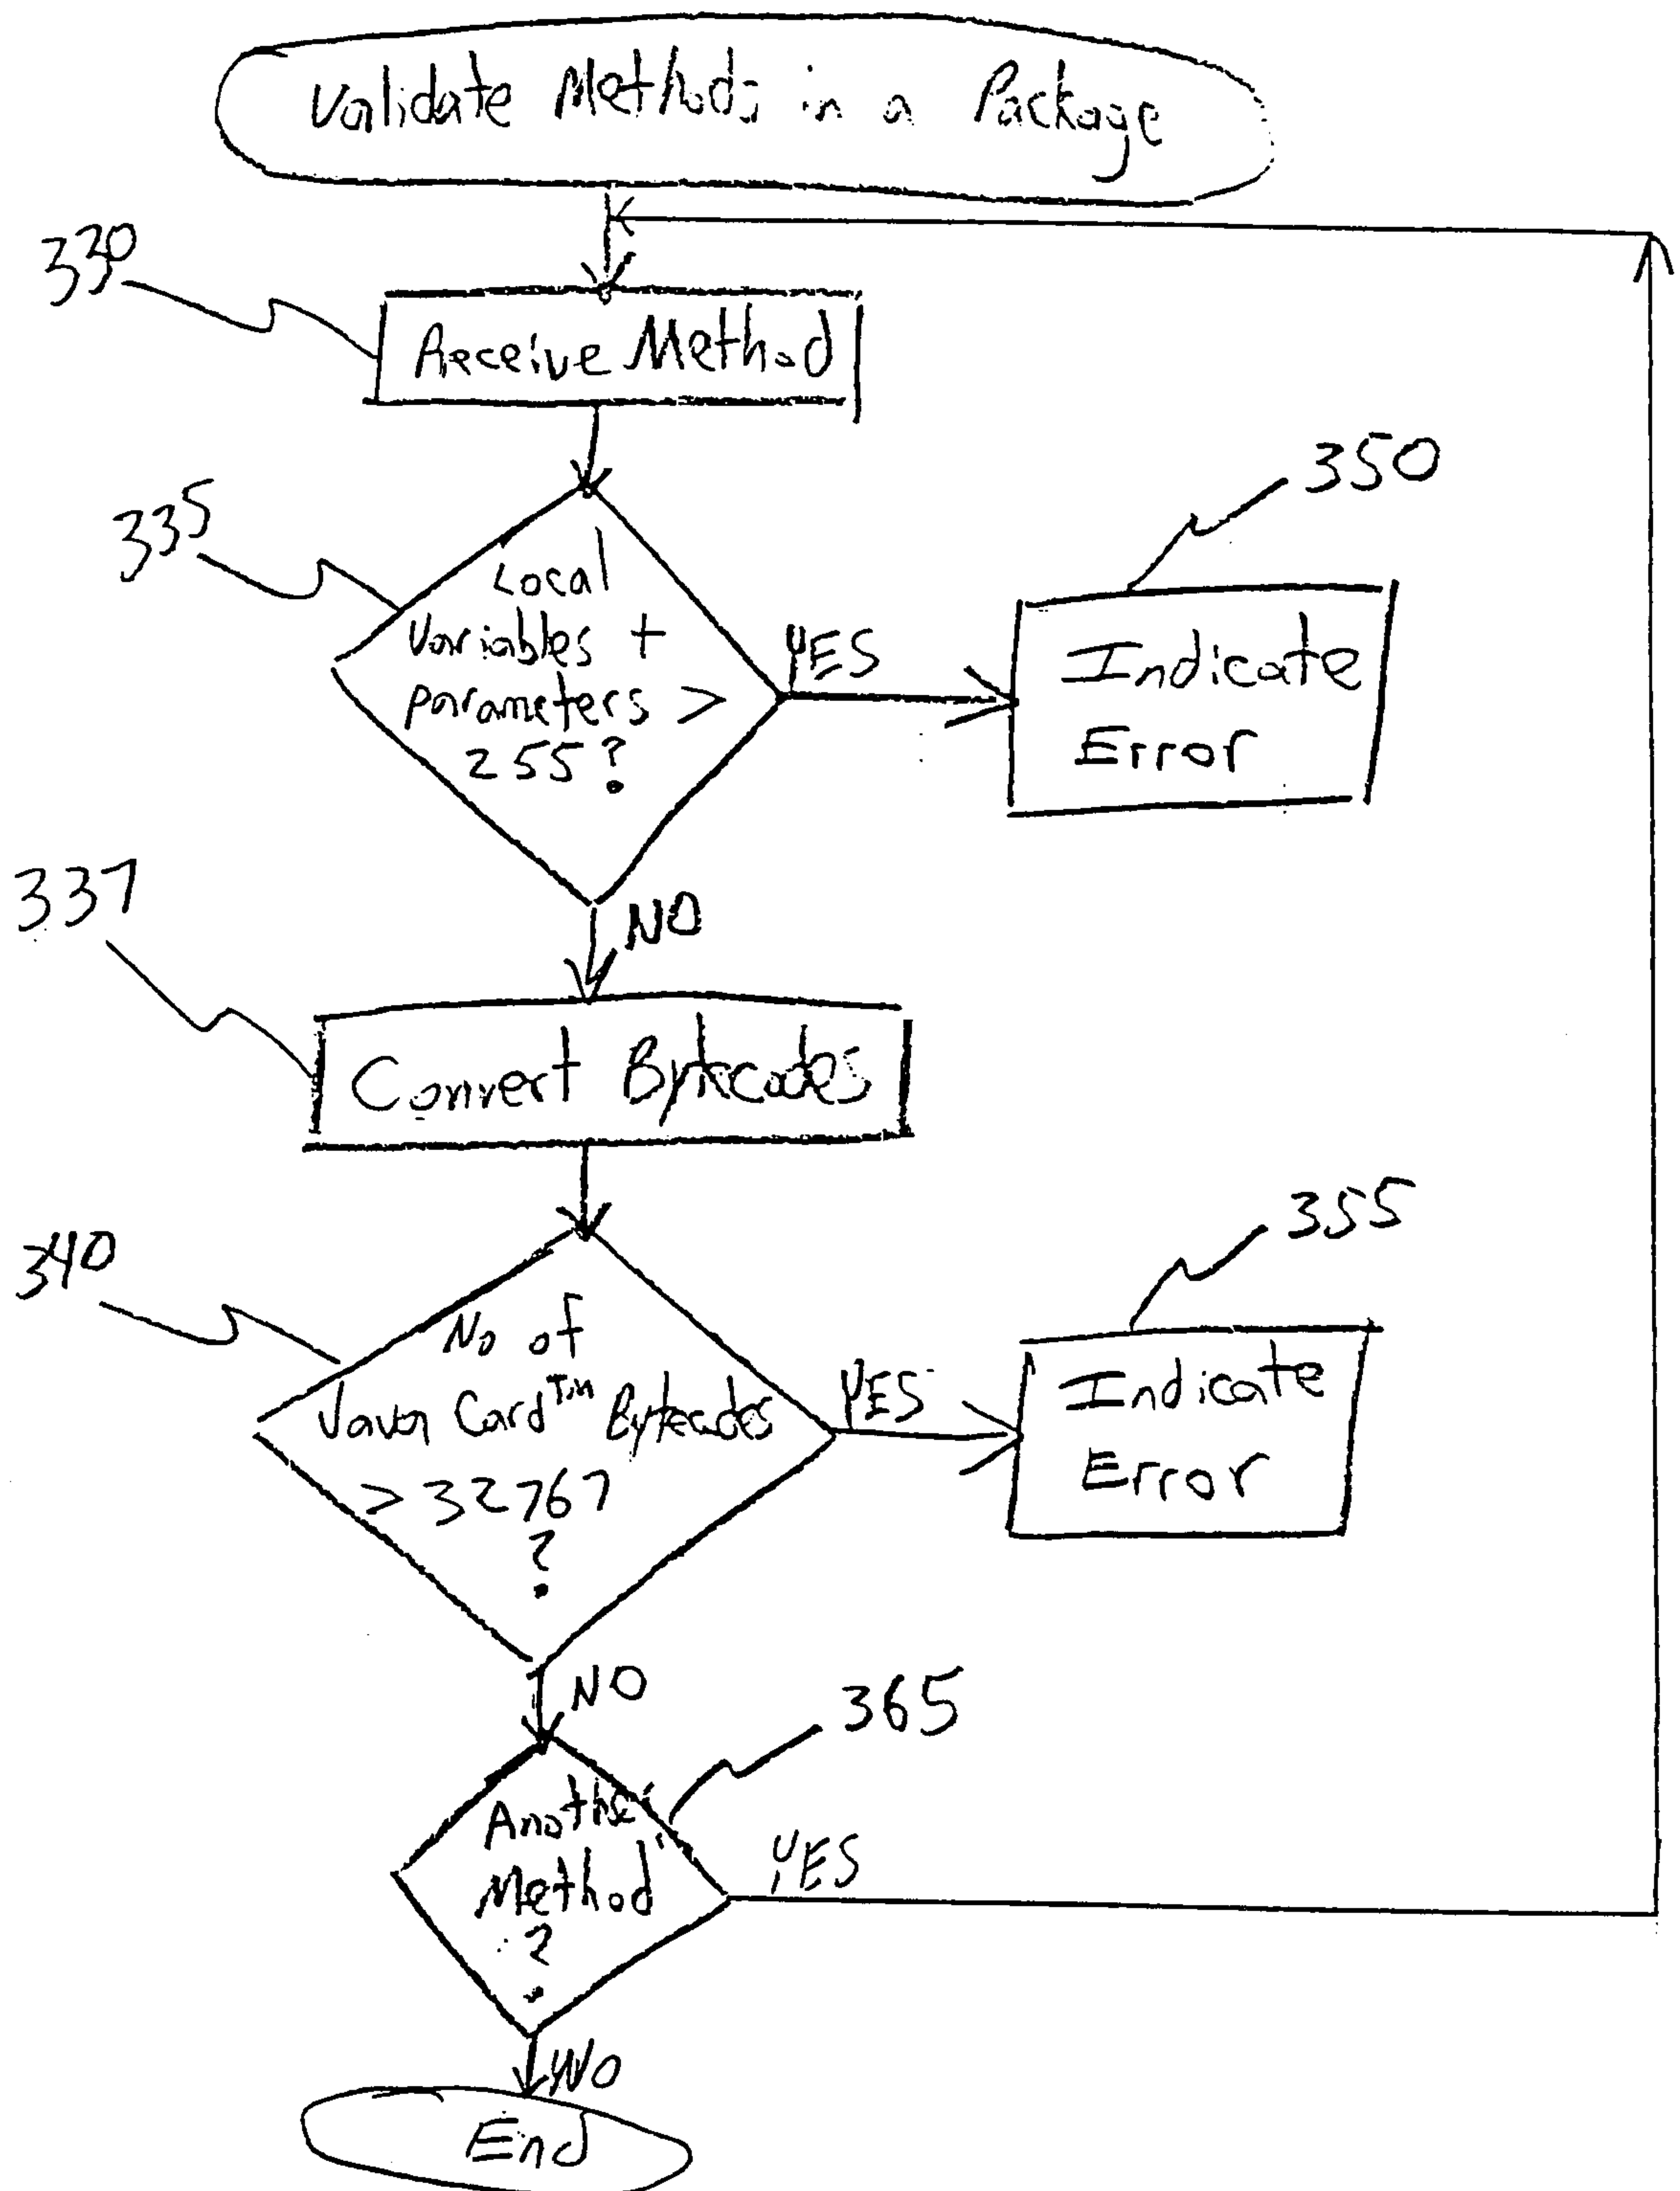 Validate Methods in a Package
330
Receive Method
350
335
Local
Variables +
parameters >
255?
YES
Indicate
Error
NO
337
Convert Bytecodes
355
340
No of
Java Card™ Bytecodes
> 32767
?
YES
Indicate
Error
NO
365
Another
Method
?
YES
NO
End